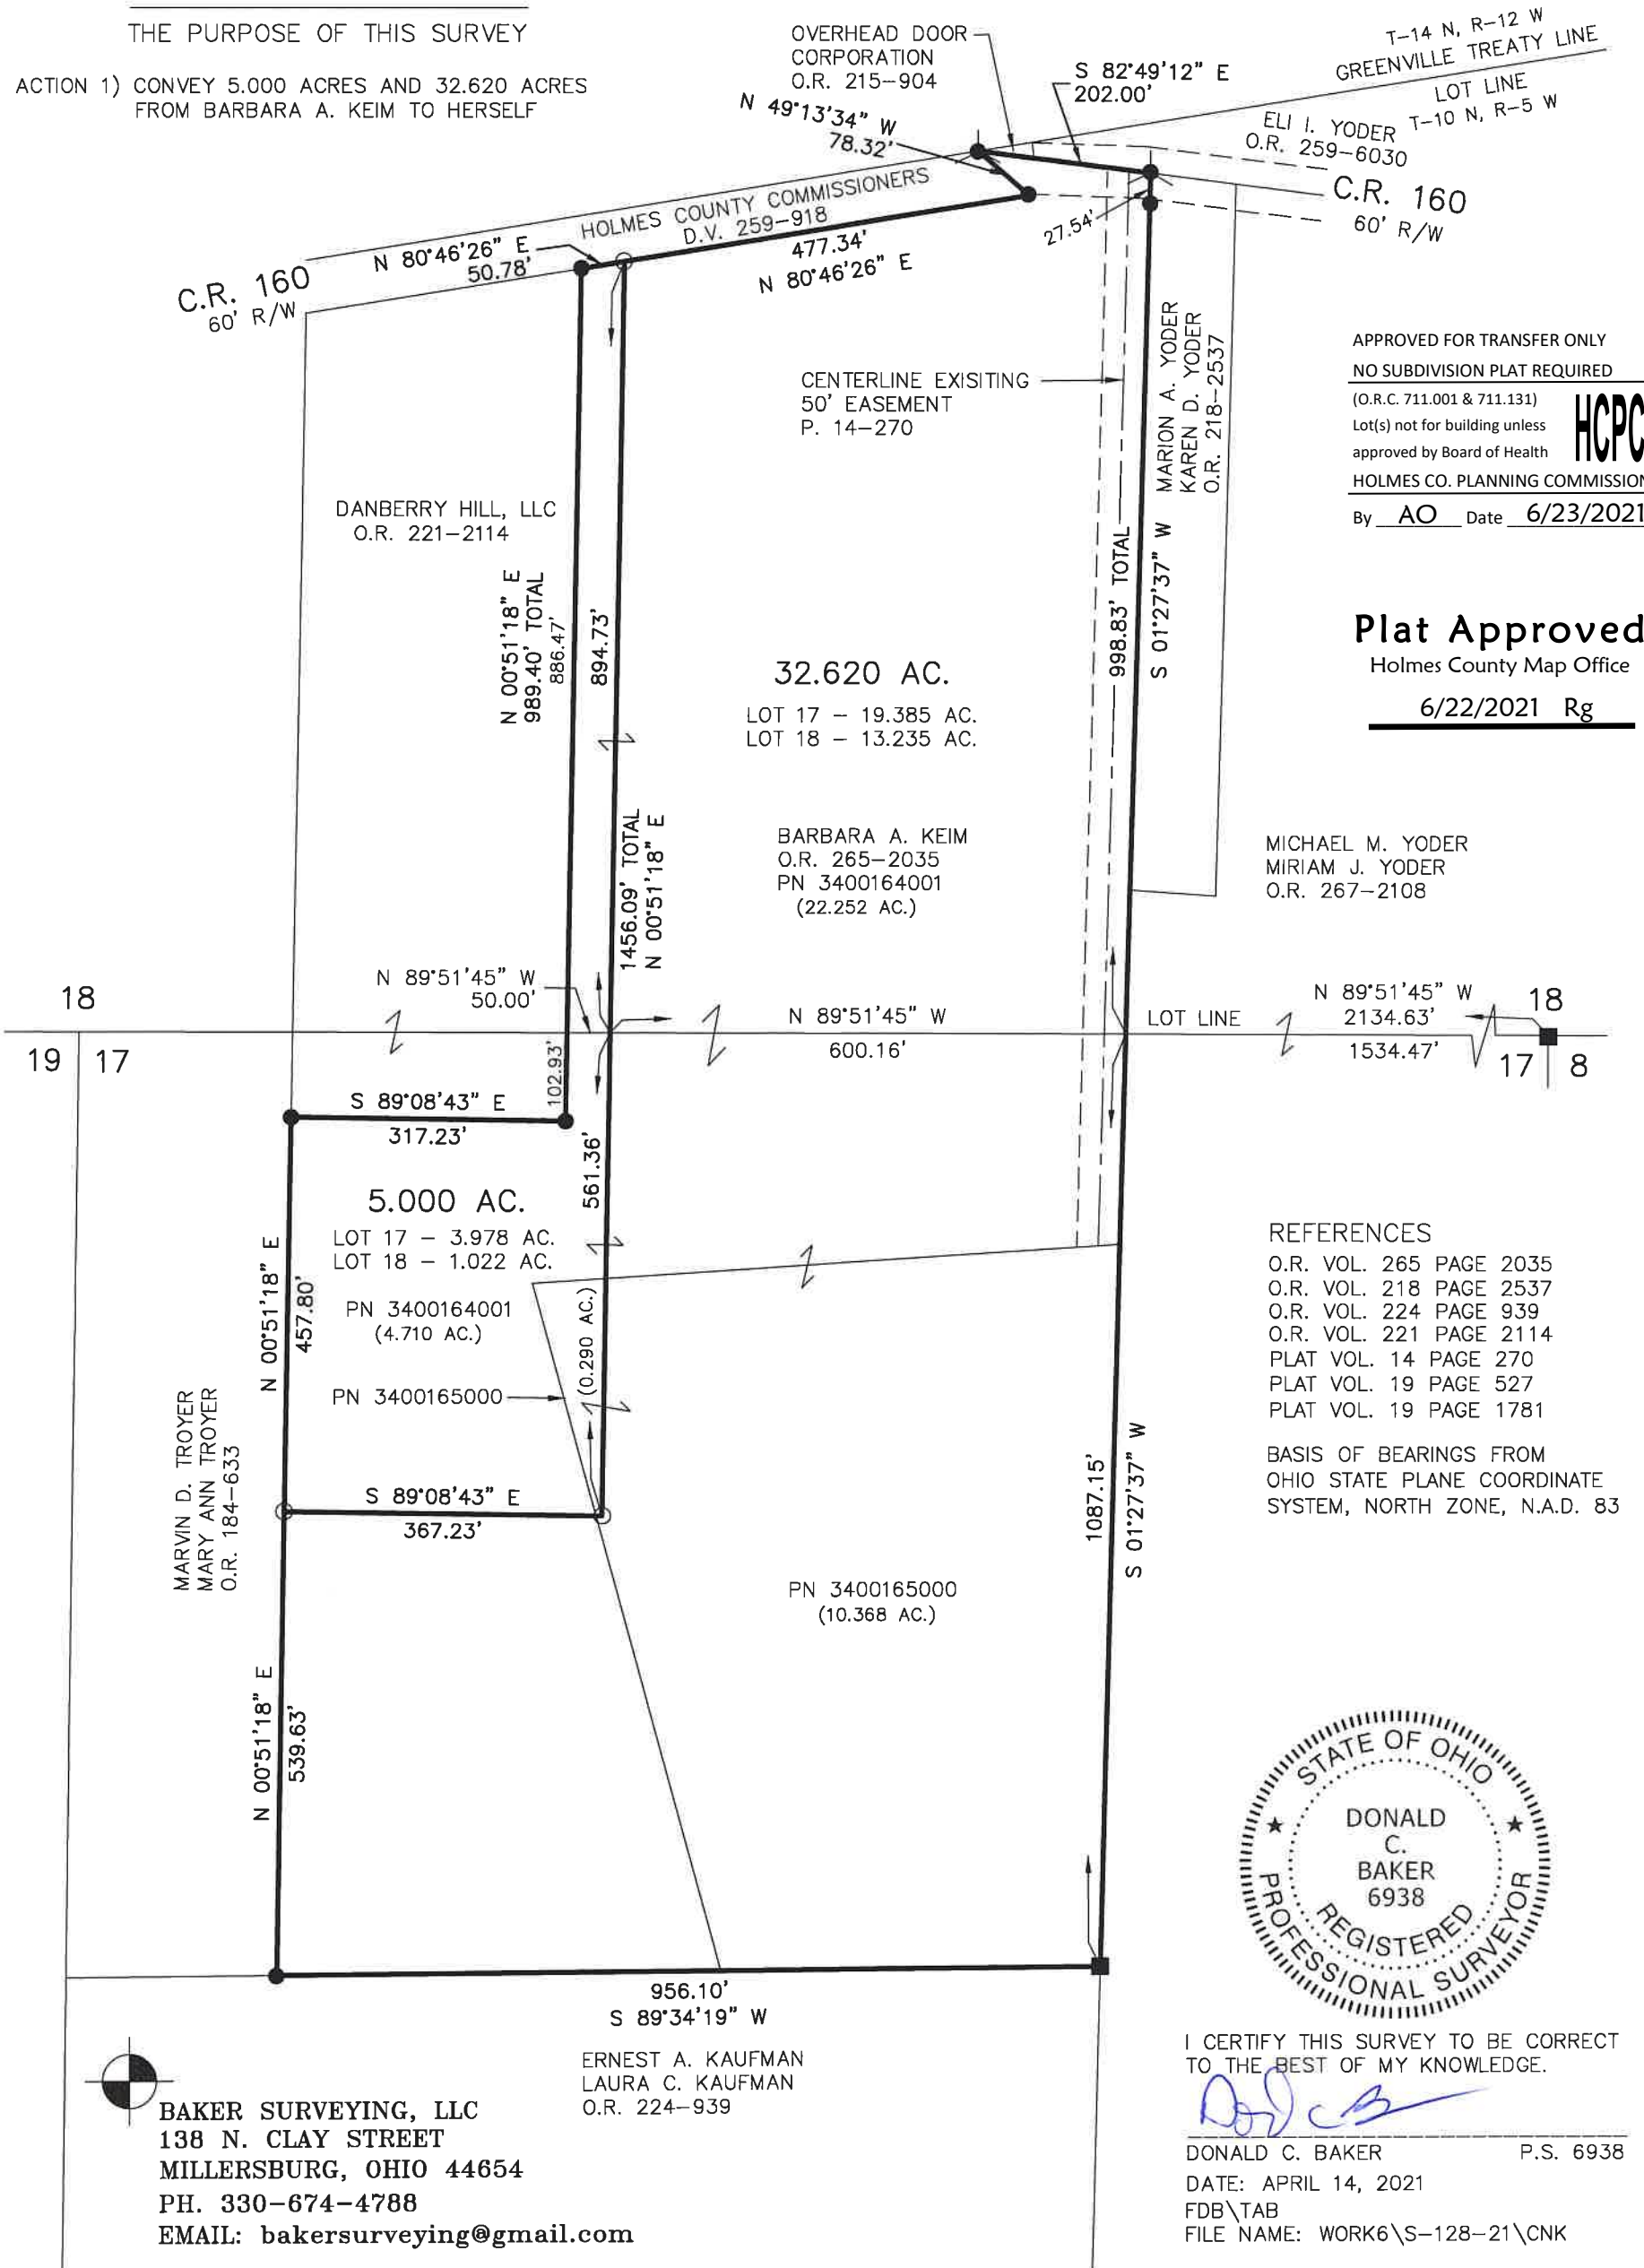 THE PURPOSE OF THIS SURVEY
ACTION 1) CONVEY 5.000 ACRES AND 32.620 ACRES
FROM BARBARA A. KEIM TO HERSELF
OVERHEAD DOOR
CORPORATION
O.R. 215-904
N 49°13'34" W
78.32'
S 82°49'12" E
202.00'
T-14 N, R-12 W
GREENVILLE TREATY LINE
LOT LINE
T-10 N, R-5 W
ELI I. YODER
O.R. 259-6030
C.R. 160
60' R/W
HOLMES COUNTY COMMISSIONERS
D.V. 259-918
N 80°46'26" E
50.78'
477.34'
N 80°46'26" E
27.54'
C.R. 160
60' R/W
CENTERLINE EXISITING
50' EASEMENT
P. 14-270
MARION A. YODER
KAREN D. YODER
O.R. 218-2537
S 01°27'37" W
998.83' TOTAL
APPROVED FOR TRANSFER ONLY
NO SUBDIVISION PLAT REQUIRED
(O.R.C. 711.001 & 711.131)
Lot(s) not for building unless
approved by Board of Health
HCPC
HOLMES CO. PLANNING COMMISSION
By AO Date 6/23/2021
Plat Approved
Holmes County Map Office
6/22/2021 Rg
DANBERRY HILL, LLC
O.R. 221-2114
N 00°51'18" E
989.40' TOTAL
886.47'
894.73'
32.620 AC.
LOT 17 - 19.385 AC.
LOT 18 - 13.235 AC.
1456.09' TOTAL
N 00°51'18" E
BARBARA A. KEIM
O.R. 265-2035
PN 3400164001
(22.252 AC.)
MICHAEL M. YODER
MIRIAM J. YODER
O.R. 267-2108
18
19
17
N 89°51'45" W
50.00'
N 89°51'45" W
600.16'
LOT LINE
N 89°51'45" W
2134.63'
1534.47'
18
17
8
102.93'
S 89°08'43" E
317.23'
561.36'
5.000 AC.
LOT 17 - 3.978 AC.
LOT 18 - 1.022 AC.
PN 3400164001
(4.710 AC.)
(0.290 AC.)
PN 3400165000
N 00°51'18" E
457.80'
MARVIN D. TROYER
MARY ANN TROYER
O.R. 184-633
S 89°08'43" E
367.23'
REFERENCES
O.R. VOL. 265 PAGE 2035
O.R. VOL. 218 PAGE 2537
O.R. VOL. 224 PAGE 939
O.R. VOL. 221 PAGE 2114
PLAT VOL. 14 PAGE 270
PLAT VOL. 19 PAGE 527
PLAT VOL. 19 PAGE 1781
BASIS OF BEARINGS FROM
OHIO STATE PLANE COORDINATE
SYSTEM, NORTH ZONE, N.A.D. 83
1087.15'
S 01°27'37" W
PN 3400165000
(10.368 AC.)
N 00°51'18" E
539.63'
956.10'
S 89°34'19" W
ERNEST A. KAUFMAN
LAURA C. KAUFMAN
O.R. 224-939
STATE OF OHIO
DONALD
C.
BAKER
6938
REGISTERED
PROFESSIONAL SURVEYOR
I CERTIFY THIS SURVEY TO BE CORRECT
TO THE BEST OF MY KNOWLEDGE.
DONALD C. BAKER P.S. 6938
DATE: APRIL 14, 2021
FDB\TAB
FILE NAME: WORK6\S-128-21\CNK
BAKER SURVEYING, LLC
138 N. CLAY STREET
MILLERSBURG, OHIO 44654
PH. 330-674-4788
EMAIL: bakersurveying@gmail.com